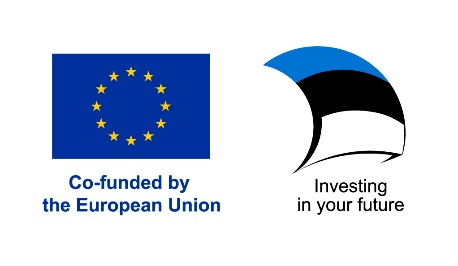 Co-funded by
the European Union
Investing
in your future